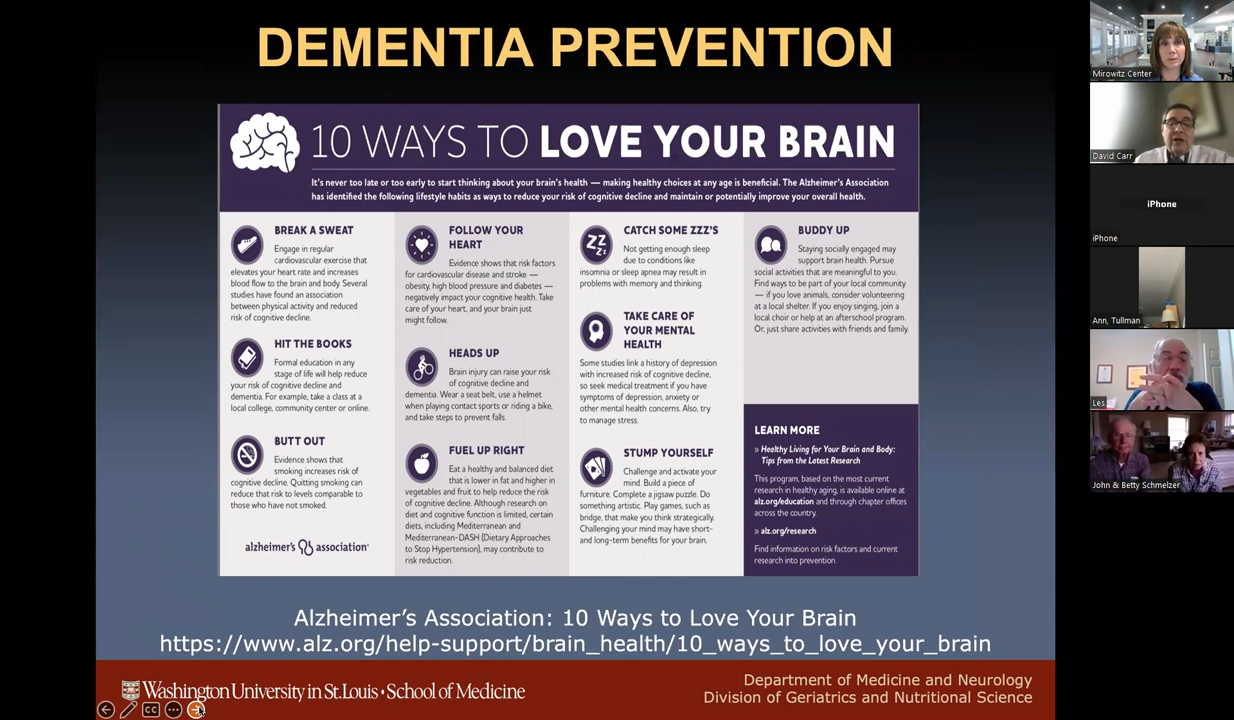 DEMENTIA PREVENTION
10 WAYS TO LOVE YOUR BRAIN
It's never too late or too early to start thinking about your brain's health — making healthy choices at any age is beneficial. The Alzheimer's Association
has identified the following lifestyle habits as ways to reduce your risk of cognitive decline and maintain or potentially improve your overall health.
BREAK A SWEAT
Engage in regular
cardiovascular exercise that
elevates your heart rate and increases
blood flow to the brain and body. Several
studies have found an association
between physical activity and reduced
risk of cognitive decline.
HIT THE BOOKS
Formal education in any
stage of life will help reduce
your risk of cognitive decline and
dementia. For example, take a class at a
local college, community center or online.
BUTT OUT
Evidence shows that
smoking increases risk of
cognitive decline. Quitting smoking can
reduce that risk to levels comparable to
those who have not smoked.
alzheimer's association®
FOLLOW YOUR
HEART
Evidence shows that risk factors
for cardiovascular disease and stroke —
obesity, high blood pressure and diabetes —
negatively impact your cognitive health. Take
care of your heart, and your brain just
might follow.
HEADS UP
Brain injury can raise your risk
of cognitive decline and
dementia. Wear a seat belt, use a helmet
when playing contact sports or riding a bike,
and take steps to prevent falls.
FUEL UP RIGHT
Eat a healthy and balanced diet
that is lower in fat and higher in
vegetables and fruit to help reduce the risk
of cognitive decline. Although research on
diet and cognitive function is limited, certain
diets, including Mediterranean and
Mediterranean-DASH (Dietary Approaches
to Stop Hypertension), may contribute to
risk reduction.
CATCH SOME ZZZ'S
Not getting enough sleep
due to conditions like
insomnia or sleep apnea may result in
problems with memory and thinking.
TAKE CARE OF
YOUR MENTAL
HEALTH
Some studies link a history of depression
with increased risk of cognitive decline,
so seek medical treatment if you have
symptoms of depression, anxiety or
other mental health concerns. Also, try
to manage stress.
STUMP YOURSELF
Challenge and activate your
mind. Build a piece of
furniture. Complete a jigsaw puzzle. Do
something artistic. Play games, such as
bridge, that make you think strategically.
Challenging your mind may have short-
and long-term benefits for your brain.
BUDDY UP
Staying socially engaged may
support brain health. Pursue
social activities that are meaningful to you.
Find ways to be part of your local community
— if you love animals, consider volunteering
at a local shelter. If you enjoy singing, join a
local choir or help at an afterschool program.
Or, just share activities with friends and family.
LEARN MORE
» Healthy Living for Your Brain and Body:
Tips from the Latest Research
This program, based on the most current
research in healthy aging, is available online at
alz.org/education and through chapter offices
across the country.
» alz.org/research
Find information on risk factors and current
research into prevention.
Alzheimer's Association: 10 Ways to Love Your Brain
https://www.alz.org/help-support/brain_health/10_ways_to_love_your_brain
Washington University in St. Louis • School of Medicine
Department of Medicine and Neurology
Division of Geriatrics and Nutritional Science
CC
Mirowitz Center
David Carr
iPhone
iPhone
Ann, Tullman
Les
John & Betty Schmelzer